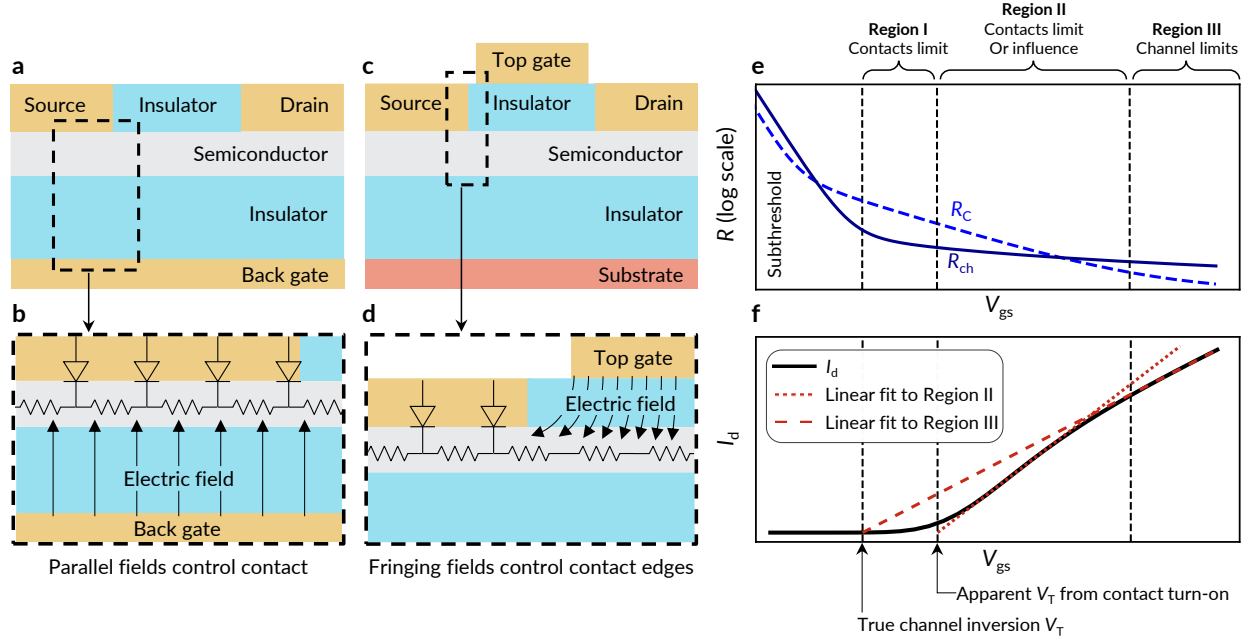 a
Source
Insulator
Drain
Semiconductor
Insulator
Back gate
b
Electric field
Back gate
Parallel fields control contact
c
Top gate
Source
Insulator
Drain
Semiconductor
Insulator
Substrate
d
Top gate
Electric field
Fringing fields control contact edges
Region I
Contacts limit
Region II
Contacts limit
Or influence
Region III
Channel limits
e
R (log scale)
Subthreshold
R_C
R_ch
V_gs
f
I_d
I_d
Linear fit to Region II
Linear fit to Region III
V_gs
Apparent V_T from contact turn-on
True channel inversion V_T